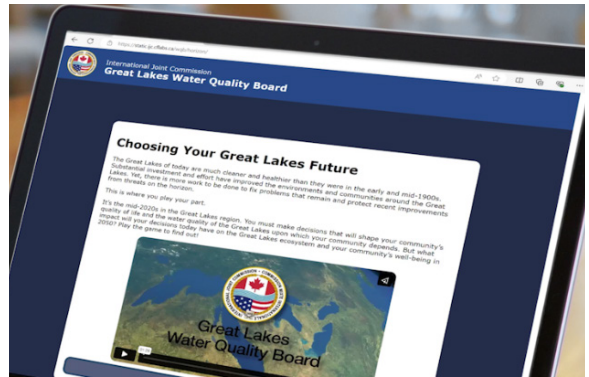 International Joint Commission
Great Lakes Water Quality Board
Choosing Your Great Lakes Future
The Great Lakes of today are much cleaner and healthier than they were in the early and mid-1900s.
Substantial investment and effort have improved the environments and communities around the Great
Lakes. Yet, there is more work to be done to fix problems that remain and protect recent improvements
from threats on the horizon.
This is where you play your part.
It's the mid-2020s in the Great Lakes region. You must make decisions that will shape your community's
quality of life and the water quality of the Great Lakes upon which your community depends. But what
impact will your decisions today have on the Great Lakes ecosystem and your community's well-being in
2050? Play the game to find out!
Great Lakes
Water Quality Board